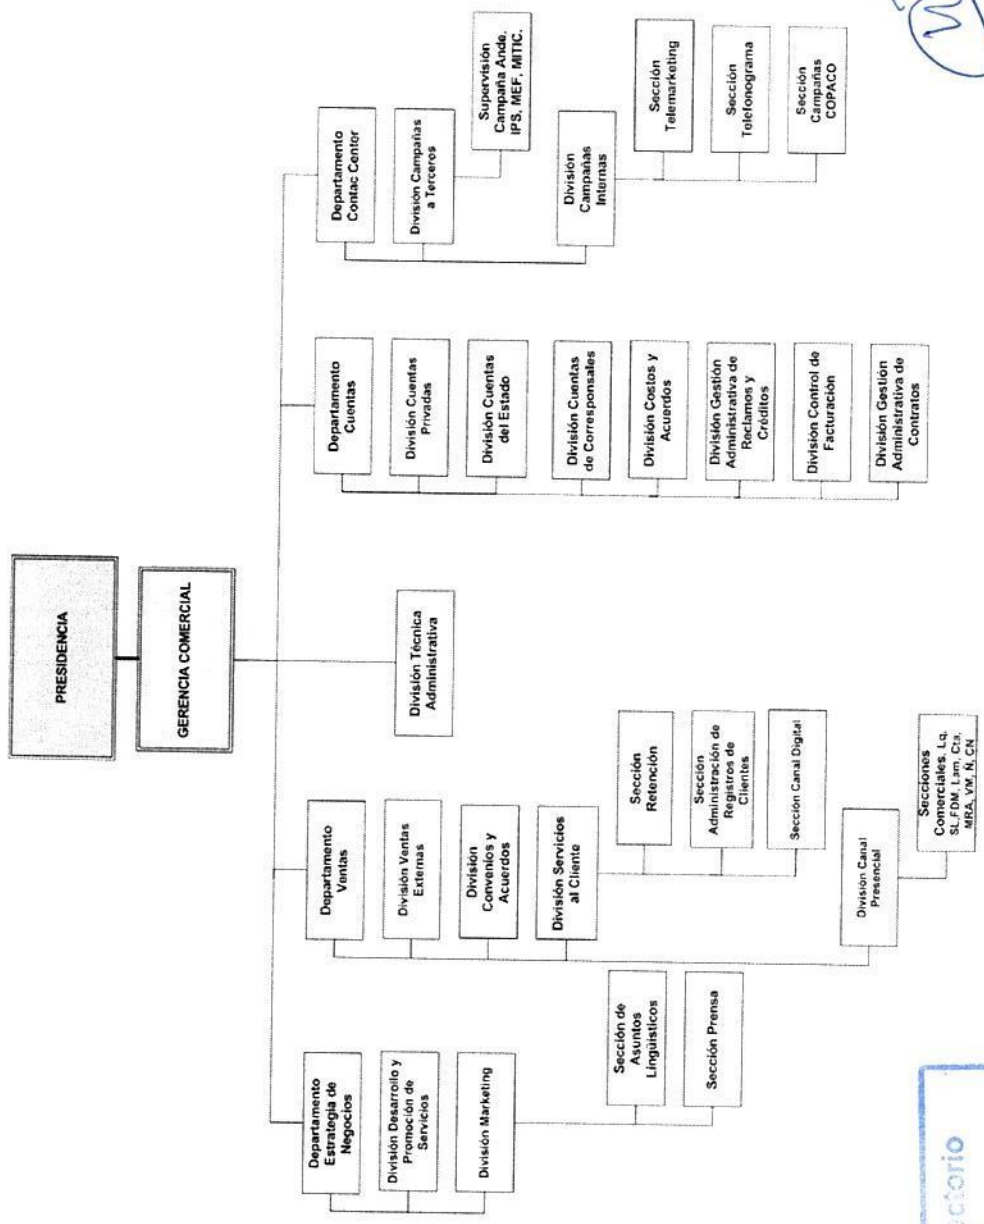 PRESIDENCIA
GERENCIA COMERCIAL
División Técnica
Administrativa
Departamento
Estrategia de
Negocios
División Desarrollo y
Promoción de
Servicios
División Marketing
Sección de
Asuntos
Lingüísticos
Sección Prensa
Departamento
Ventas
División Ventas
Externas
División
Convenios y
Acuerdos
División Servicios
al Cliente
Sección
Retención
Sección
Administración de
Registros de
Clientes
Sección Canal Digital
División Canal
Presencial
Secciones
Comerciales, Lq.
SL,FDM, Lam, Cta,
MRA, VM, Ñ, CN
Departamento
Cuentas
División Cuentas
Privadas
División Cuentas
del Estado
División Cuentas
de Corresponsales
División Costos y
Acuerdos
División Gestión
Administrativa de
Reclamos y
Créditos
División Control de
Facturación
División Gestión
Administrativa de
Contratos
Departamento
Contac Center
División Campañas
a Terceros
Supervisión
Campaña Ande,
IPS, MEF, MITIC.
División
Campañas
Internas
Sección
Telemarketing
Sección
Telefonograma
Sección
Campañas
COPACO
ctorio